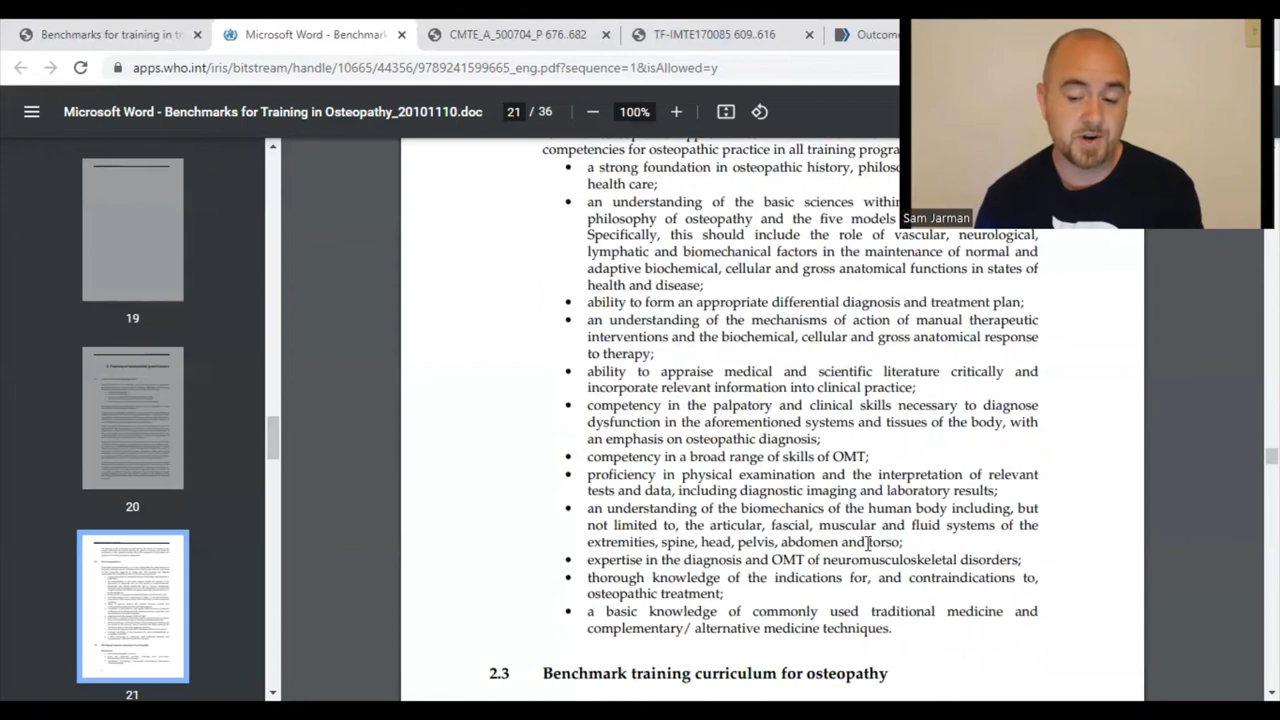 Benchmarks for training in tr
Microsoft Word - Benchmar
CMTE_A_500704_P 676..682
TF-IMTE170085 609..616
Outcome
apps.who.int/iris/bitstream/handle/10665/44356/9789241599665_eng.pdf?sequence=1&isAllowed=y
Microsoft Word - Benchmarks for Training in Osteopathy_20101110.doc
21 / 36
100%
Sam Jarman
19
20
21
competencies for osteopathic practice in all training progra
• a strong foundation in osteopathic history, philos
health care;
• an understanding of the basic sciences within
philosophy of osteopathy and the five models
Specifically, this should include the role of vascular, neurological,
lymphatic and biomechanical factors in the maintenance of normal and
adaptive biochemical, cellular and gross anatomical functions in states of
health and disease;
• ability to form an appropriate differential diagnosis and treatment plan;
• an understanding of the mechanisms of action of manual therapeutic
interventions and the biochemical, cellular and gross anatomical response
to therapy;
• ability to appraise medical and scientific literature critically and
incorporate relevant information into clinical practice;
• competency in the palpatory and clinical skills necessary to diagnose
dysfunction in the aforementioned systems and tissues of the body, with
an emphasis on osteopathic diagnosis;
• competency in a broad range of skills of OMT;
• proficiency in physical examination and the interpretation of relevant
tests and data, including diagnostic imaging and laboratory results;
• an understanding of the biomechanics of the human body including, but
not limited to, the articular, fascial, muscular and fluid systems of the
extremities, spine, head, pelvis, abdomen and torso;
• expertise in the diagnosis and OMT of neuromusculoskeletal disorders;
• thorough knowledge of the indications for, and contraindications to,
osteopathic treatment;
• a basic knowledge of commonly used traditional medicine and
complementary/ alternative medicine techniques.
2.3 Benchmark training curriculum for osteopathy